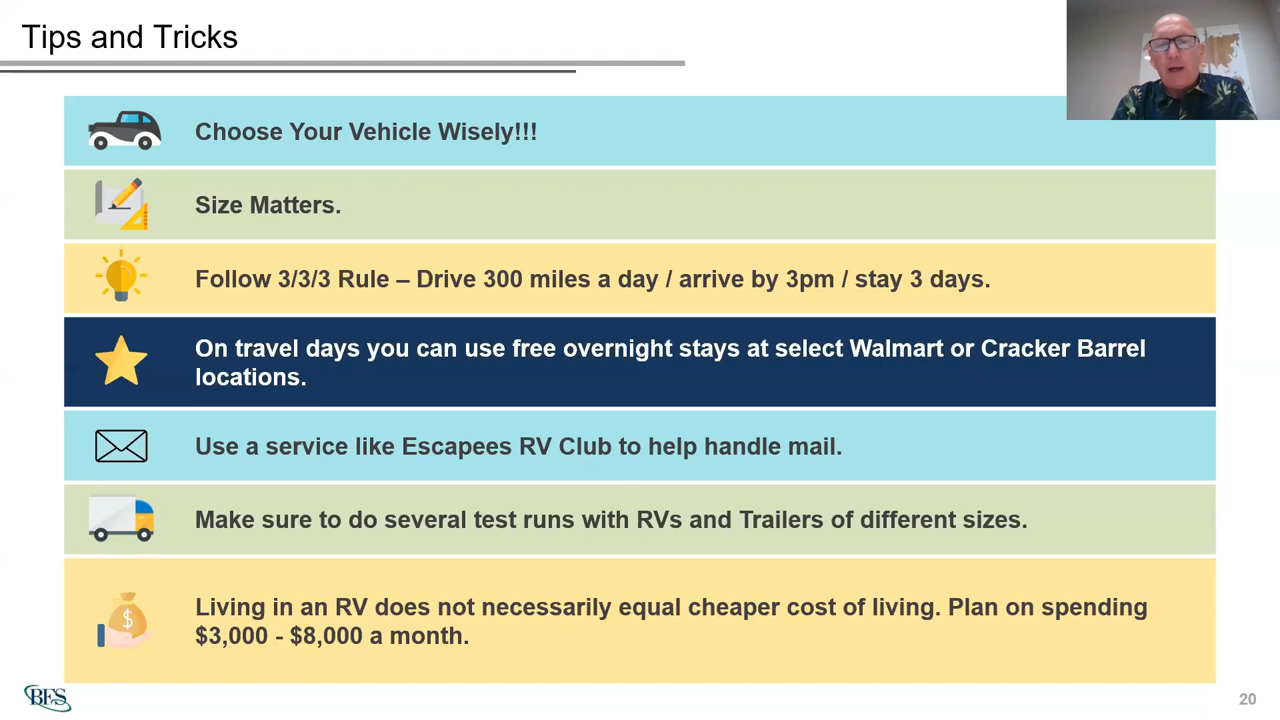 Tips and Tricks
Choose Your Vehicle Wisely!!!
Size Matters.
Follow 3/3/3 Rule – Drive 300 miles a day / arrive by 3pm / stay 3 days.
On travel days you can use free overnight stays at select Walmart or Cracker Barrel
locations.
Use a service like Escapees RV Club to help handle mail.
Make sure to do several test runs with RVs and Trailers of different sizes.
$
Living in an RV does not necessarily equal cheaper cost of living. Plan on spending
$3,000 - $8,000 a month.
BFS
20